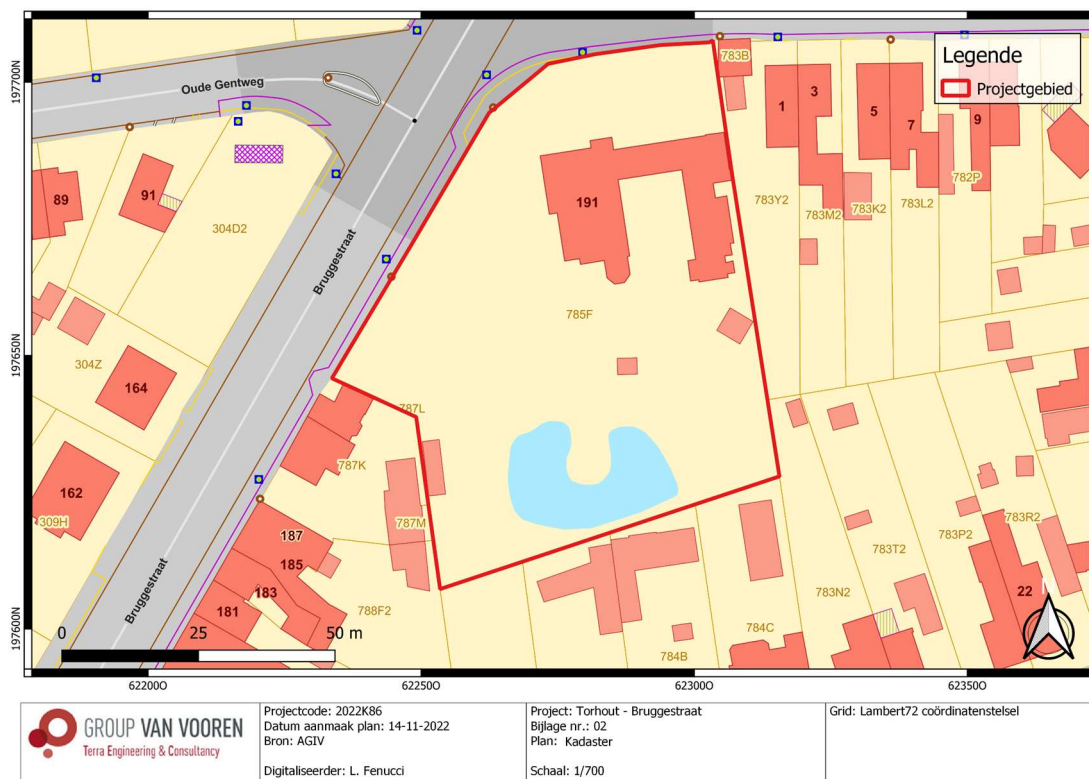 Legende
Projectgebied
Oude Gentweg
Bruggestraat
Bruggestraat
783B
1
3
5
7
9
89
91
304D2
191
783Y2
783M2
783K2
783L2
782P
785F
304Z
164
787L
787K
162
309H
787M
187
185
183
181
788F2
783T2
783P2
783R2
783N2
22
784C
784B
N
0 25 50 m
197700N
197650N
197600N
622000 622500 623000 623500
GROUP VAN VOOREN
Terra Engineering & Consultancy
Projectcode: 2022K86
Datum aanmaak plan: 14-11-2022
Bron: AGIV
Digitaliseerder: L. Fenucci
Project: Torhout - Bruggestraat
Bijlage nr.: 02
Plan: Kadaster
Schaal: 1/700
Grid: Lambert72 coördinatenstelsel